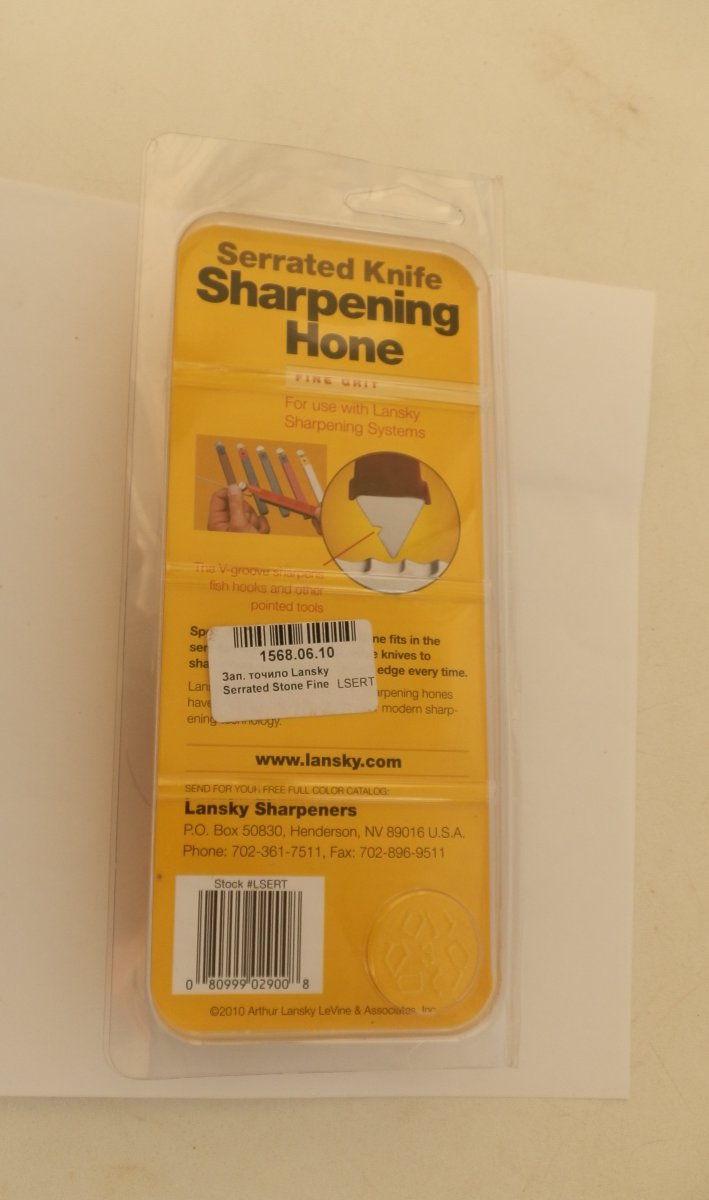 Serrated Knife
Sharpening
Hone
FINE GRIT
For use with Lansky
Sharpening Systems
The V-groove sharpens
fish hooks and other
pointed tools
ne fits in the
knives to
edge every time.
1568.06.10
Зап. точило Lansky
Serrated Stone Fine LSERT
arpening hones
have
modern sharp-
ening technology.
www.lansky.com
SEND FOR YOUR FREE FULL COLOR CATALOG:
Lansky Sharpeners
P.O. Box 50830, Henderson, NV 89016 U.S.A.
Phone: 702-361-7511, Fax: 702-896-9511
Stock #LSERT
0 80999 02900 8
©2010 Arthur Lansky LeVine & Associates, Inc.